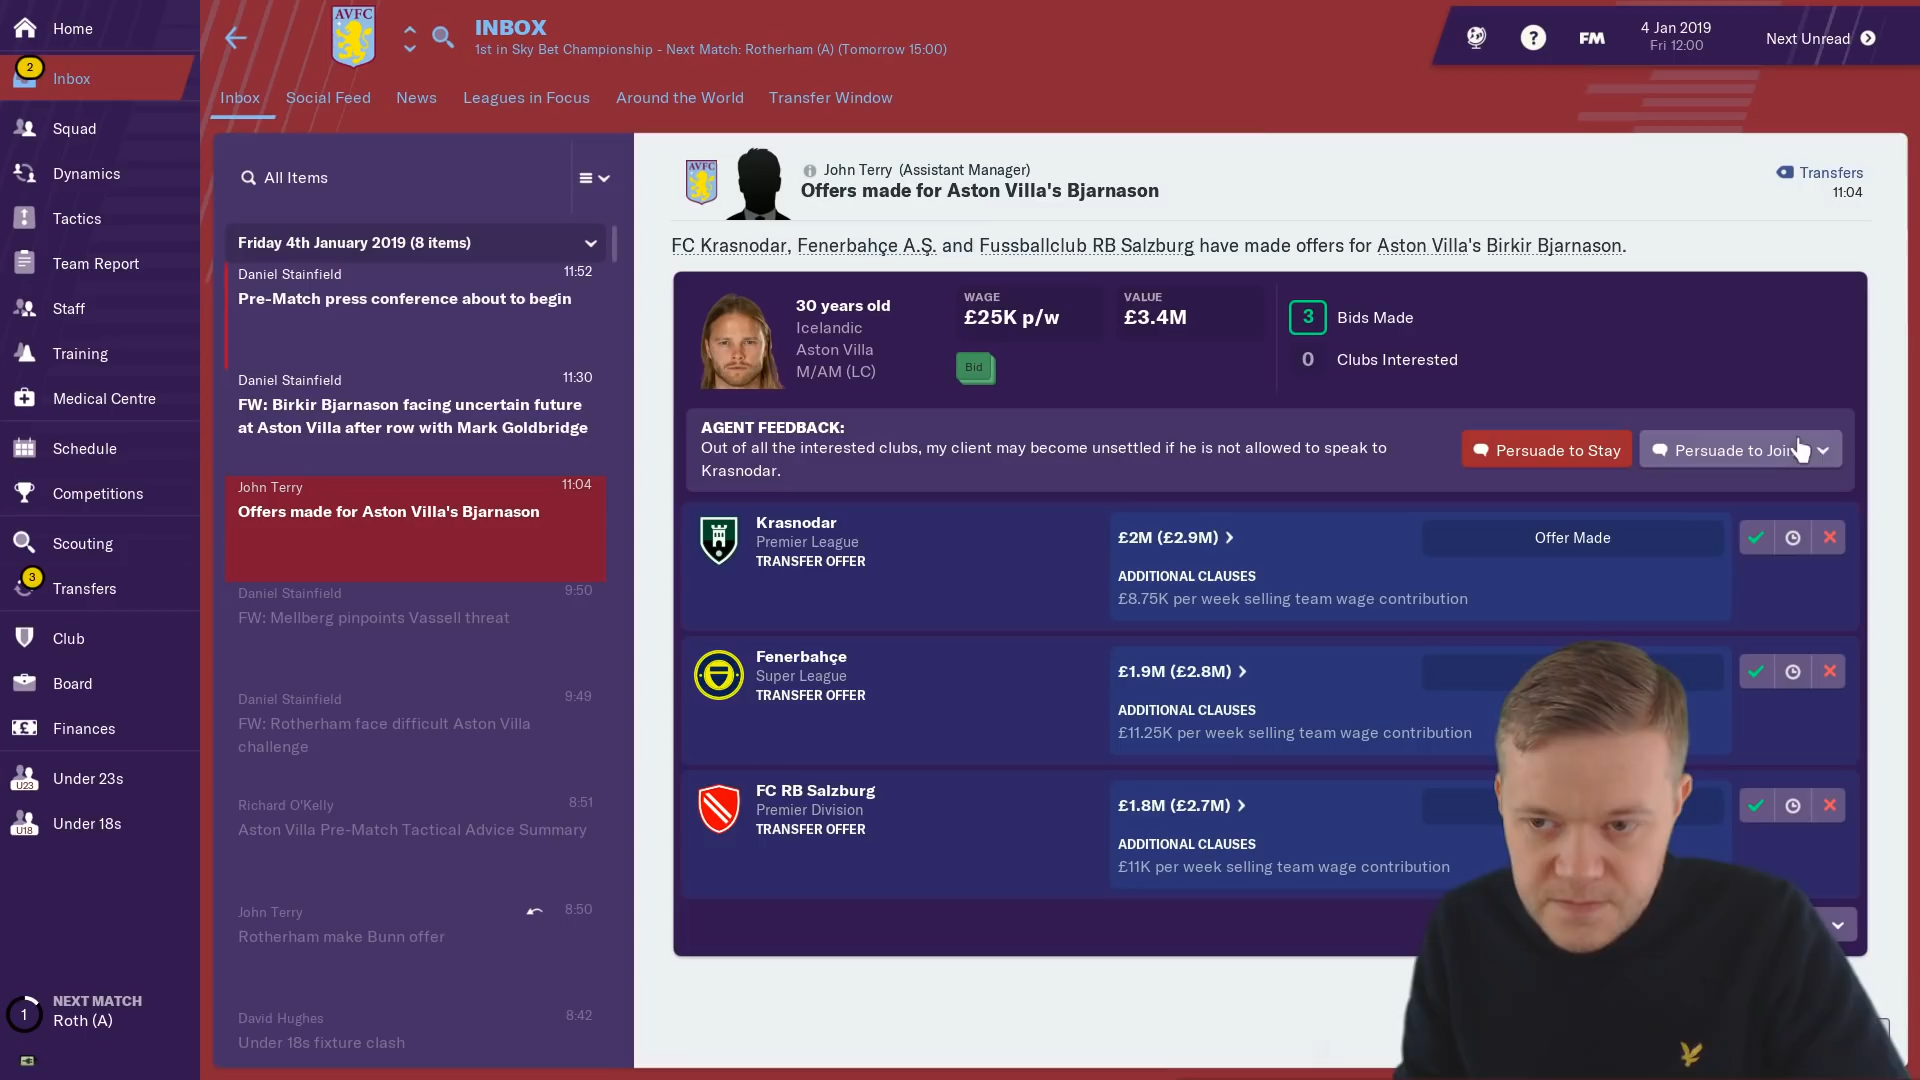 Home
2
Inbox
Squad
Dynamics
Tactics
Team Report
Staff
Training
Medical Centre
Schedule
Competitions
Scouting
3
Transfers
Club
Board
Finances
U23
Under 23s
U18
Under 18s
1
NEXT MATCH
Roth (A)
AVFC
INBOX
1st in Sky Bet Championship - Next Match: Rotherham (A) (Tomorrow 15:00)
?
FM
4 Jan 2019
Fri 12:00
Next Unread
Inbox
Social Feed
News
Leagues in Focus
Around the World
Transfer Window
All Items
Friday 4th January 2019 (8 items)
Daniel Stainfield
11:52
Pre-Match press conference about to begin
Daniel Stainfield
11:30
FW: Birkir Bjarnason facing uncertain future
at Aston Villa after row with Mark Goldbridge
John Terry
11:04
Offers made for Aston Villa's Bjarnason
Daniel Stainfield
9:50
FW: Mellberg pinpoints Vassell threat
Daniel Stainfield
9:49
FW: Rotherham face difficult Aston Villa
challenge
Richard O'Kelly
8:51
Aston Villa Pre-Match Tactical Advice Summary
John Terry
8:50
Rotherham make Bunn offer
David Hughes
8:42
Under 18s fixture clash
AVFC
John Terry (Assistant Manager)
Offers made for Aston Villa's Bjarnason
Transfers
11:04
FC Krasnodar, Fenerbahçe A.Ş. and Fussballclub RB Salzburg have made offers for Aston Villa's Birkir Bjarnason.
30 years old
Icelandic
Aston Villa
M/AM (LC)
WAGE
£25K p/w
VALUE
£3.4M
Bid
3 Bids Made
0 Clubs Interested
AGENT FEEDBACK:
Out of all the interested clubs, my client may become unsettled if he is not allowed to speak to
Krasnodar.
Persuade to Stay
Persuade to Join
Krasnodar
Premier League
TRANSFER OFFER
£2M (£2.9M)
Offer Made
ADDITIONAL CLAUSES
£8.75K per week selling team wage contribution
Fenerbahçe
Super League
TRANSFER OFFER
£1.9M (£2.8M)
ADDITIONAL CLAUSES
£11.25K per week selling team wage contribution
FC RB Salzburg
Premier Division
TRANSFER OFFER
£1.8M (£2.7M)
ADDITIONAL CLAUSES
£11K per week selling team wage contribution